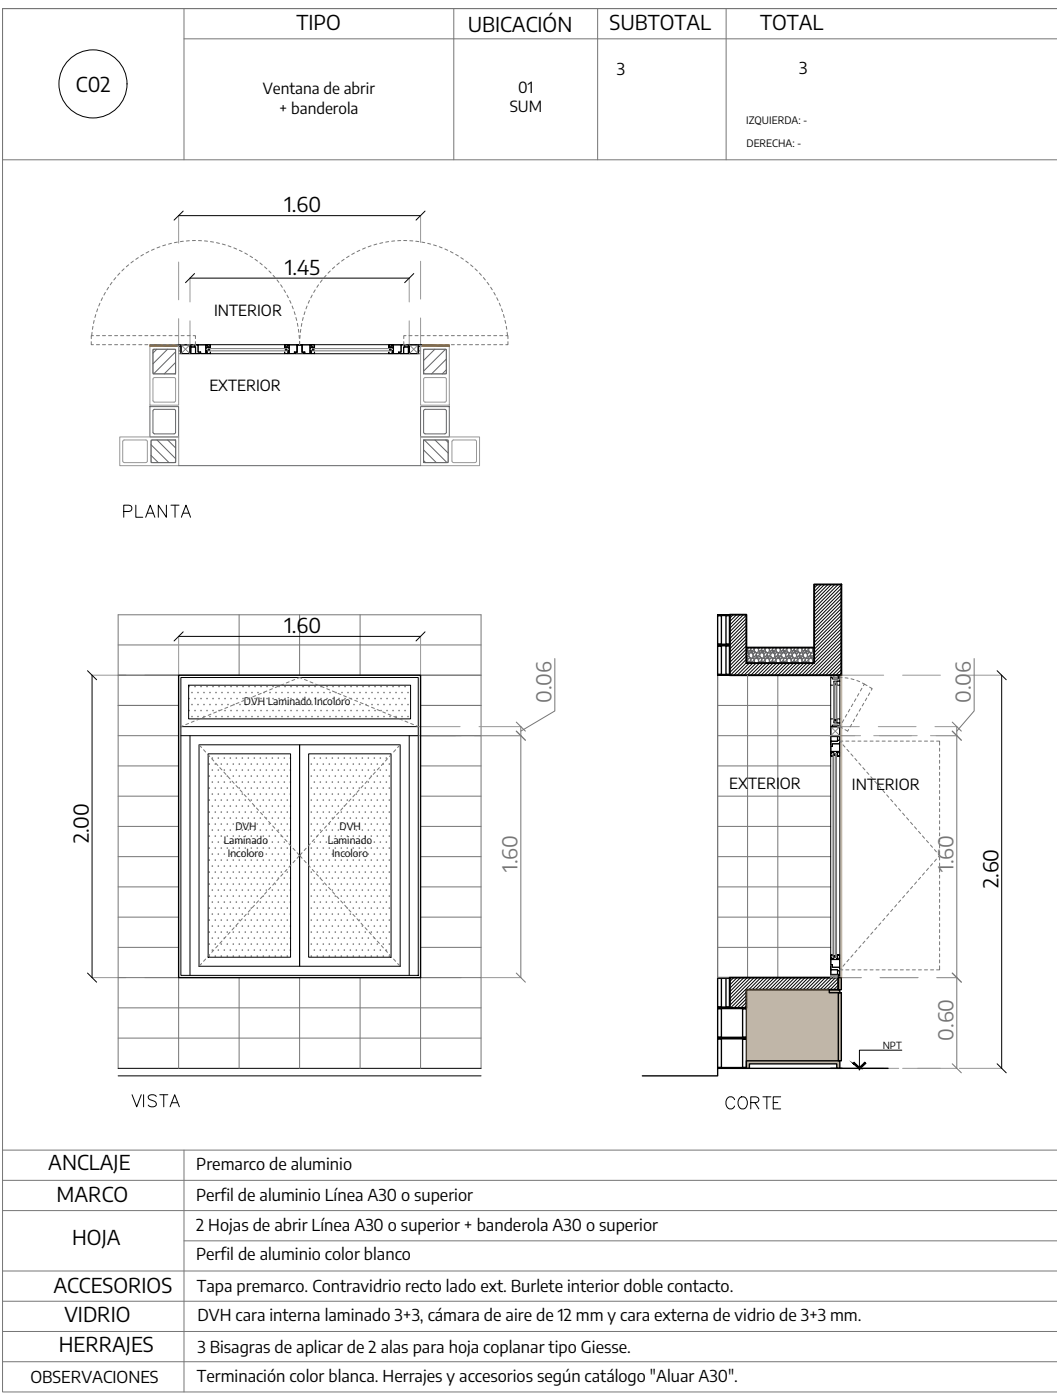 C02
TIPO
UBICACIÓN
SUBTOTAL
TOTAL
Ventana de abrir
+ banderola
01
SUM
3
3
IZQUIERDA: -
DERECHA: -
1.60
1.45
INTERIOR
EXTERIOR
PLANTA
1.60
DVH Laminado Incoloro
DVH
Laminado
Incoloro
DVH
Laminado
Incoloro
2.00
0.06
1.60
VISTA
EXTERIOR
INTERIOR
0.06
1.60
2.60
0.60
NPT
CORTE
ANCLAJE
Premarco de aluminio
MARCO
Perfil de aluminio Línea A30 o superior
HOJA
2 Hojas de abrir Línea A30 o superior + banderola A30 o superior
Perfil de aluminio color blanco
ACCESORIOS
Tapa premarco. Contravidrio recto lado ext. Burlete interior doble contacto.
VIDRIO
DVH cara interna laminado 3+3, cámara de aire de 12 mm y cara externa de vidrio de 3+3 mm.
HERRAJES
3 Bisagras de aplicar de 2 alas para hoja coplanar tipo Giesse.
OBSERVACIONES
Terminación color blanca. Herrajes y accesorios según catálogo "Aluar A30".